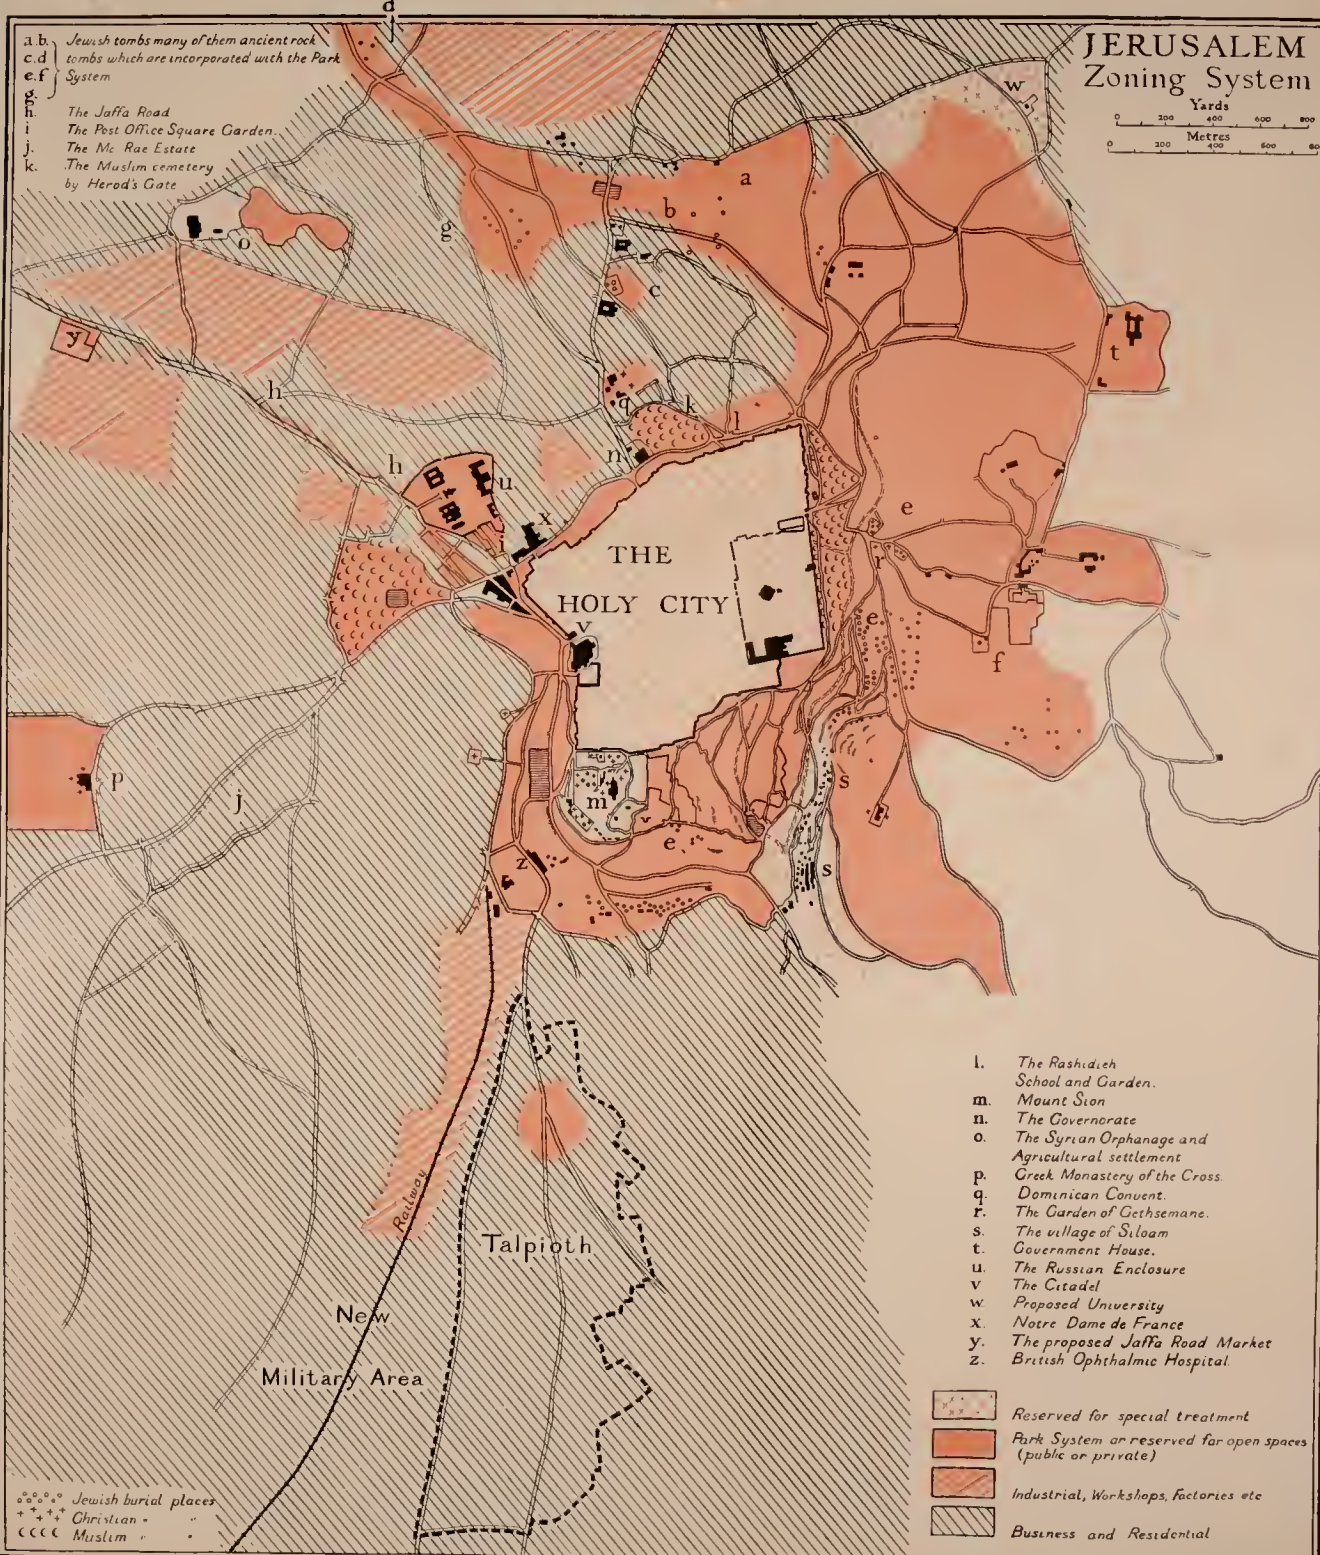 d
a.b. Jewish tombs many of them ancient rock
c.d tombs which are incorporated with the Park
e.f System
g.
h. The Jaffa Road
i The Post Office Square Garden.
j. The Mc Rae Estate
k. The Muslim cemetery
by Herod's Gate
JERUSALEM
Zoning System
Yards
0 200 400 600 800
Metres
0 200 400 600
w
a
b
g
o
c
y
t
h
q
k
l
n
h
u
x
i
e
r
THE
HOLY CITY
v
e
f
p
j
m
s
e
z
s
Railway
Talpioth
New
Military Area
l. The Rashidieh
School and Garden.
m. Mount Sion
n. The Governorate
o. The Syrian Orphanage and
Agricultural settlement
p. Greek Monastery of the Cross.
q. Dominican Convent.
r. The Garden of Gethsemane.
s. The village of Siloam
t. Government House.
u. The Russian Enclosure
v The Citadel
w. Proposed University
x. Notre Dame de France
y. The proposed Jaffa Road Market
z. British Ophthalmic Hospital.
Reserved for special treatment
Park System or reserved for open spaces
(public or private)
Industrial, Workshops, Factories etc
Business and Residential
Jewish burial places
Christian " "
Muslim " "